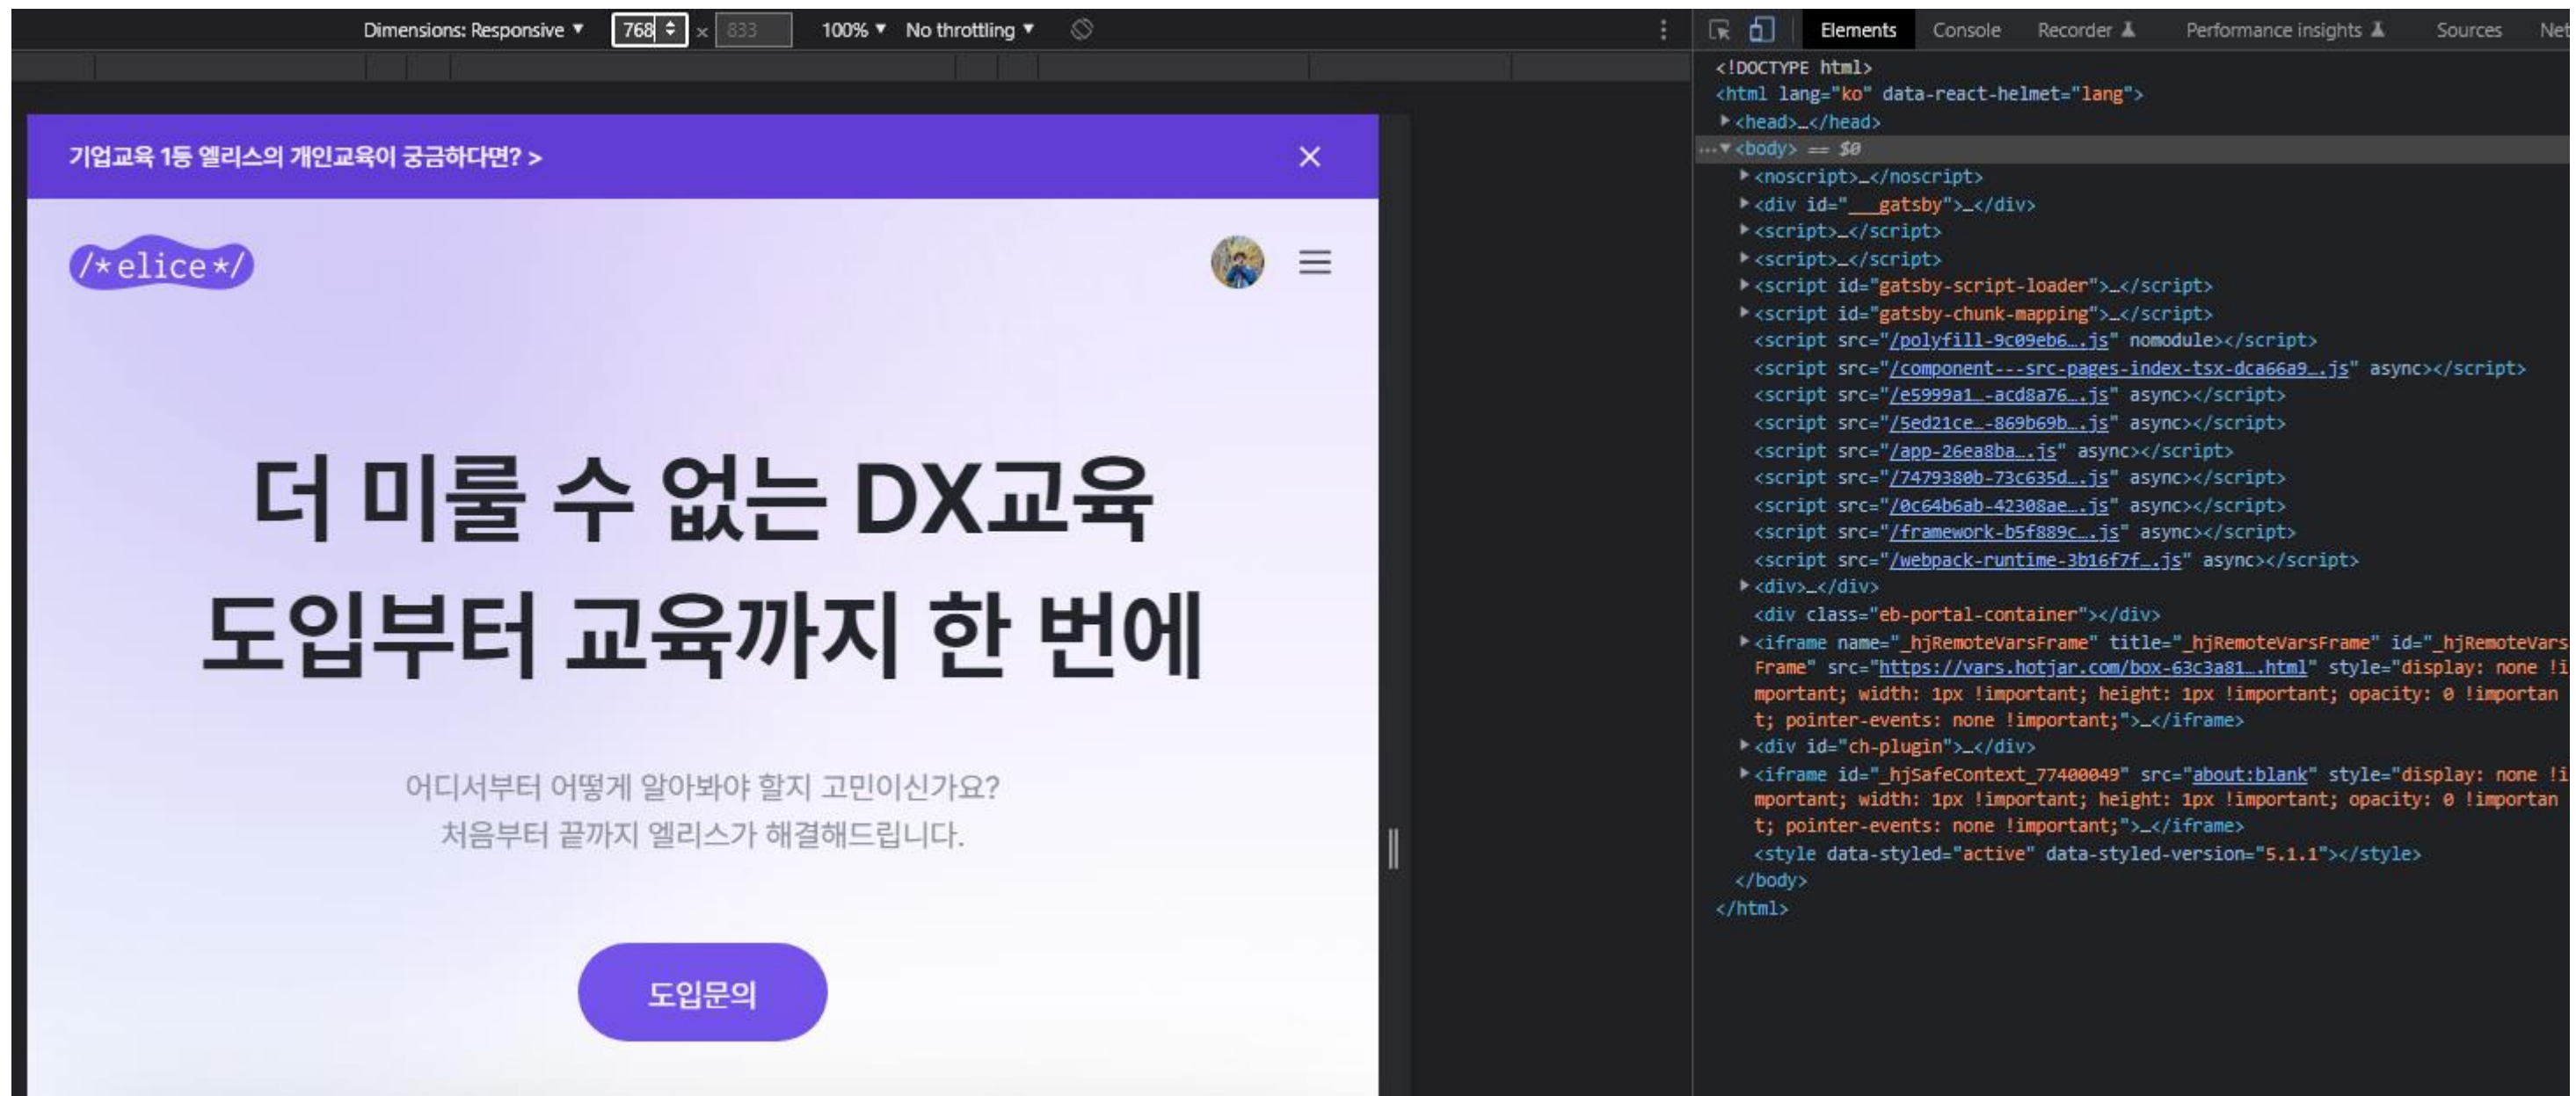 Dimensions: Responsive ▼ 768 × 833 100% ▼ No throttling ▼
Elements Console Recorder Performance insights Sources Net
기업교육 1등 엘리스의 개인교육이 궁금하다면? >
/*elice*/
더 미룰 수 없는 DX교육
도입부터 교육까지 한 번에
어디서부터 어떻게 알아봐야 할지 고민이신가요?
처음부터 끝까지 엘리스가 해결해드립니다.
도입문의
<!DOCTYPE html>
<html lang="ko" data-react-helmet="lang">
▶<head>…</head>
…▼<body> == $0
▶<noscript>…</noscript>
▶<div id="___gatsby">…</div>
▶<script>…</script>
▶<script>…</script>
▶<script id="gatsby-script-loader">…</script>
▶<script id="gatsby-chunk-mapping">…</script>
<script src="/polyfill-9c09eb6….js" nomodule></script>
<script src="/component---src-pages-index-tsx-dca66a9….js" async></script>
<script src="/e5999a1…-acd8a76….js" async></script>
<script src="/5ed21ce…-869b69b….js" async></script>
<script src="/app-26ea8ba….js" async></script>
<script src="/7479380b-73c635d….js" async></script>
<script src="/0c64b6ab-42308ae….js" async></script>
<script src="/framework-b5f889c….js" async></script>
<script src="/webpack-runtime-3b16f7f….js" async></script>
▶<div>…</div>
<div class="eb-portal-container"></div>
▶<iframe name="_hjRemoteVarsFrame" title="_hjRemoteVarsFrame" id="_hjRemoteVars
Frame" src="https://vars.hotjar.com/box-63c3a81….html" style="display: none !i
mportant; width: 1px !important; height: 1px !important; opacity: 0 !importan
t; pointer-events: none !important;">…</iframe>
▶<div id="ch-plugin">…</div>
▶<iframe id="_hjSafeContext_77400049" src="about:blank" style="display: none !i
mportant; width: 1px !important; height: 1px !important; opacity: 0 !importan
t; pointer-events: none !important;">…</iframe>
<style data-styled="active" data-styled-version="5.1.1"></style>
</body>
</html>